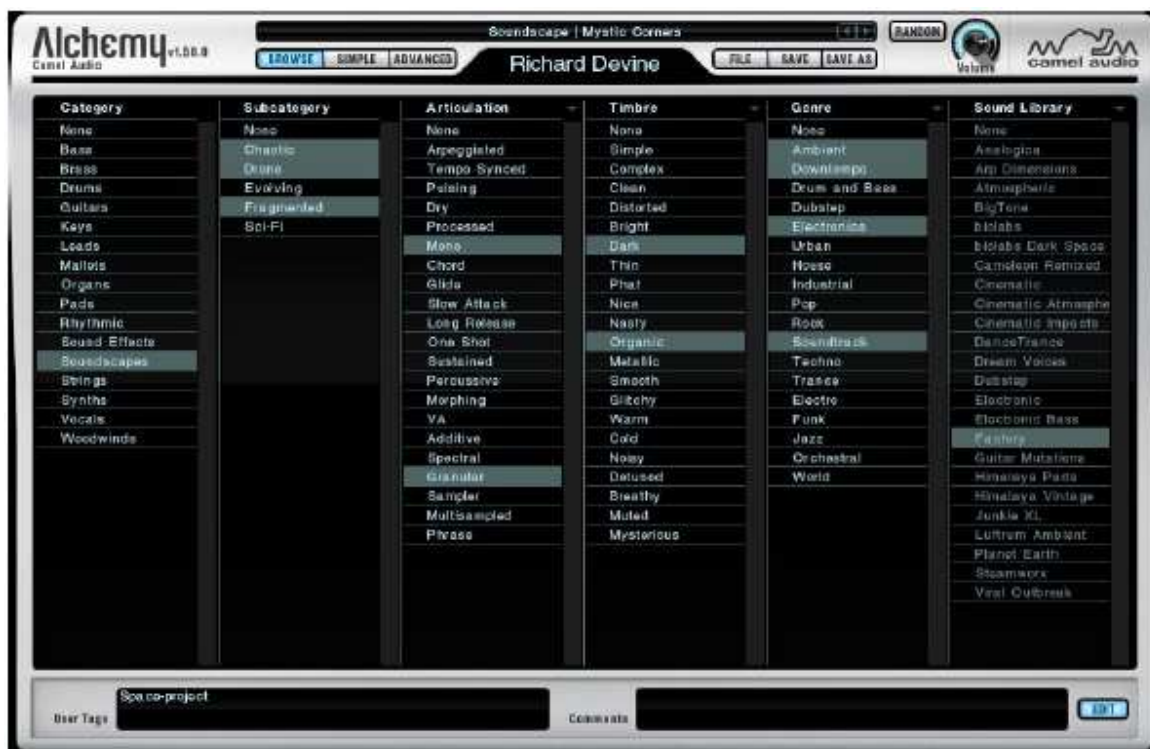 Soundscape | Mystic Corners
RANDOM
Alchemy v1.50.0
Camel Audio
BROWSE SIMPLE ADVANCED
Richard Devine
FILE SAVE SAVE AS
Volume
camel audio
Category
None
Bass
Brass
Drums
Guitars
Keys
Leads
Mallets
Organs
Pads
Rhythmic
Sound Effects
Soundscapes
Strings
Synths
Vocals
Woodwinds
Subcategory
None
Chaotic
Drone
Evolving
Fragmented
Sci-Fi
Articulation
None
Arpeggiated
Tempo Synced
Pulsing
Dry
Processed
Mono
Chord
Glide
Slow Attack
Long Release
One Shot
Sustained
Percussive
Morphing
VA
Additive
Spectral
Granular
Sampler
Multisampled
Phrase
Timbre
None
Simple
Complex
Clean
Distorted
Bright
Dark
Thin
Phat
Nice
Nasty
Organic
Metallic
Smooth
Glitchy
Warm
Cold
Noisy
Detuned
Breathy
Muted
Mysterious
Genre
None
Ambient
Downtempo
Drum and Bass
Dubstep
Electronica
Urban
House
Industrial
Pop
Rock
Soundtrack
Techno
Trance
Electro
Funk
Jazz
Orchestral
World
Sound Library
None
Analogica
Arp Dimensions
Atmospheric
BigTone
biolabs
biolabs Dark Space
Cameleon Remixed
Cinematic
Cinematic Atmosphe
Cinematic Impacts
DanceTrance
Dream Voices
Dubstep
Electronic
Electronic Bass
Factory
Guitar Mutations
Himalaya Pads
Himalaya Vintage
Junkie XL
Luftrum Ambient
Planet Earth
Steamworx
Viral Outbreak
User Tags
Space-project
Comments
EDIT